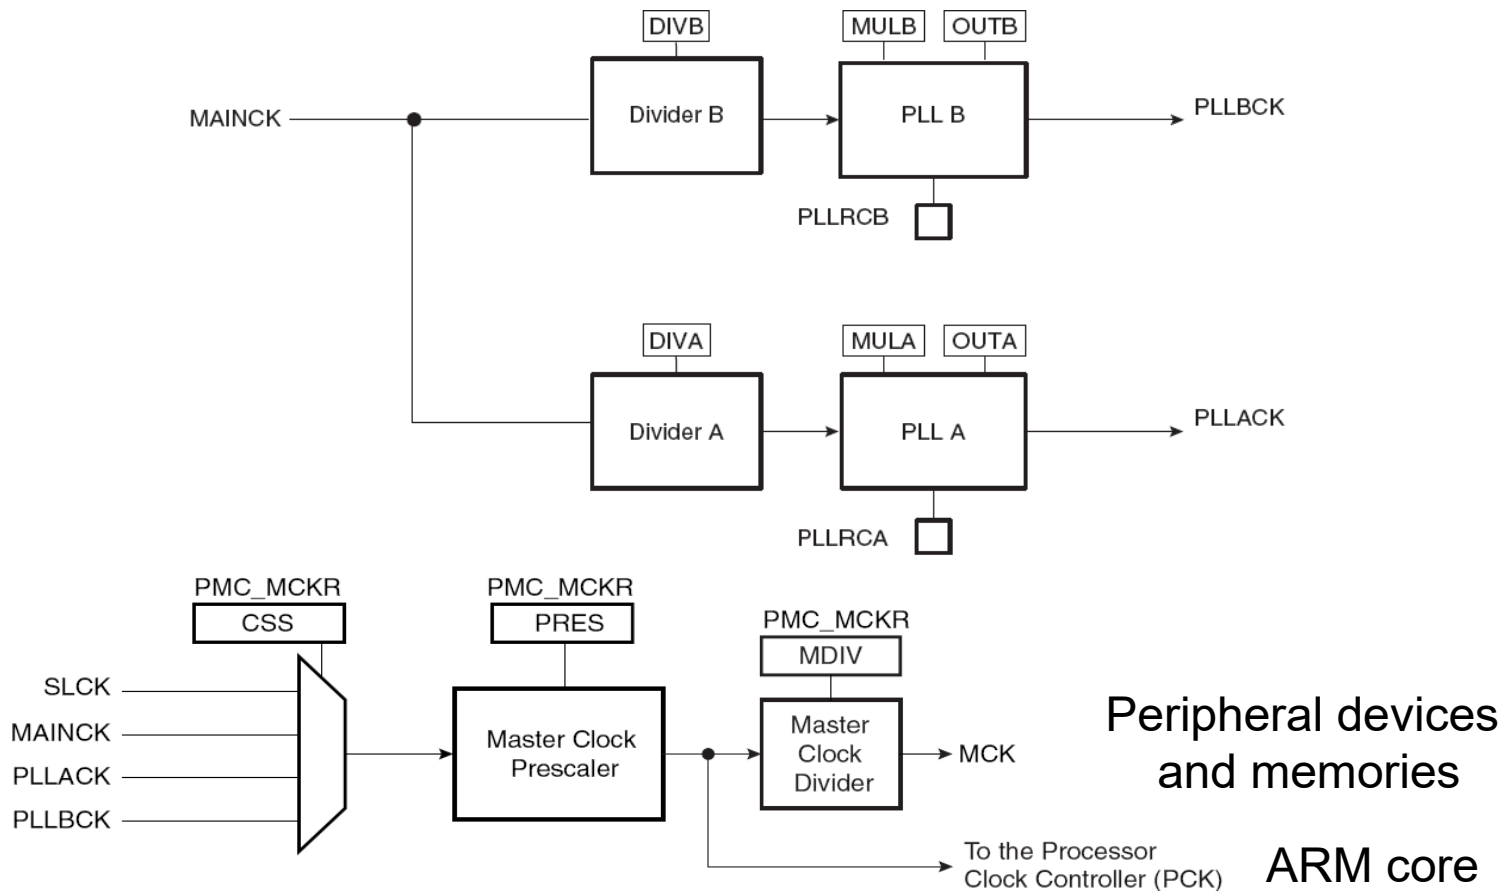 DIVB
MULB
OUTB
MAINCK
Divider B
PLL B
PLLBCK
PLLRCB
DIVA
MULA
OUTA
Divider A
PLL A
PLLACK
PLLRCA
PMC_MCKR
CSS
PMC_MCKR
PRES
PMC_MCKR
MDIV
SLCK
MAINCK
PLLACK
PLLBCK
Master Clock
Prescaler
Master
Clock
Divider
MCK
Peripheral devices
and memories
To the Processor
Clock Controller (PCK)
ARM core